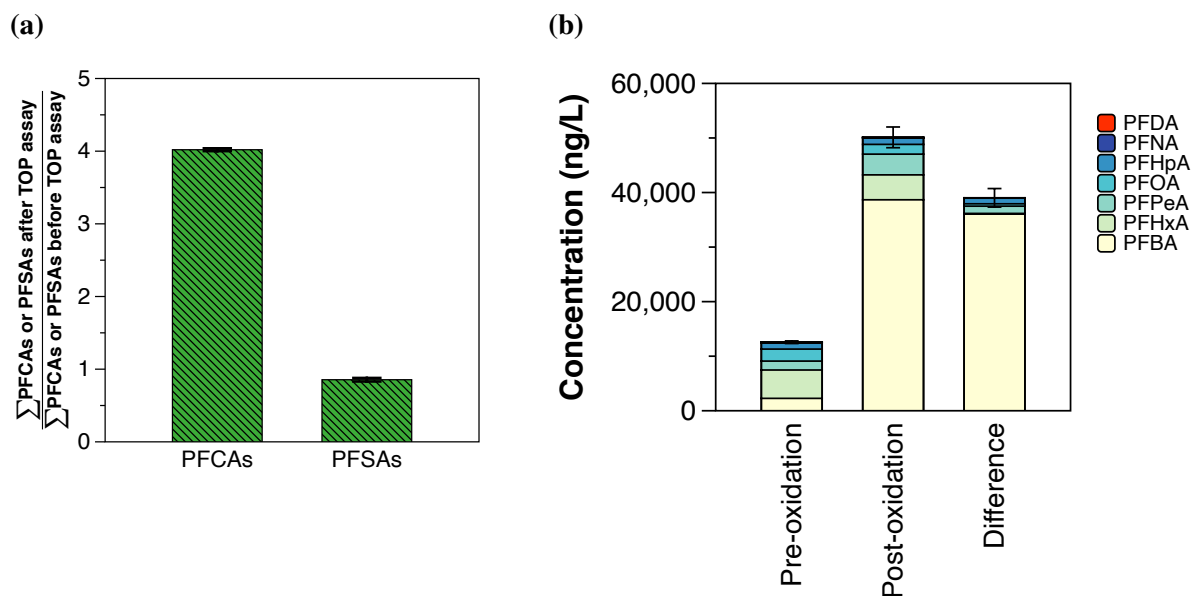 (a)
∑PFCAs or PFSAs after TOP assay
∑PFCAs or PFSAs before TOP assay
5
4
3
2
1
0
PFCAs PFSAs
(b)
Concentration (ng/L)
60,000
40,000
20,000
0
Pre-oxidation
Post-oxidation
Difference
PFDA
PFNA
PFHpA
PFOA
PFPeA
PFHxA
PFBA